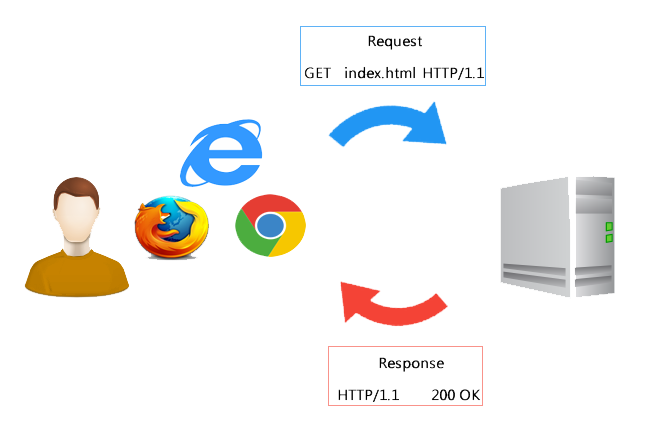 Request
GET index.html HTTP/1.1
Response
HTTP/1.1 200 OK